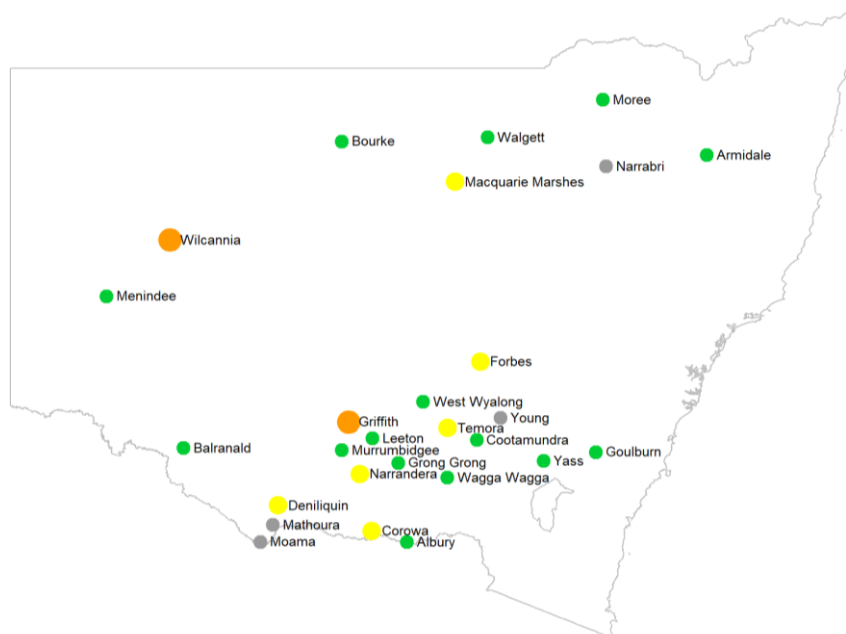 Moree
Walgett
Bourke
Armidale
Narrabri
Macquarie Marshes
Wilcannia
Menindee
Forbes
West Wyalong
Young
Griffith
Temora
Leeton
Cootamundra
Balranald
Murrumbidgee
Goulburn
Grong Grong
Yass
Narrandera
Wagga Wagga
Deniliquin
Mathoura
Corowa
Moama
Albury